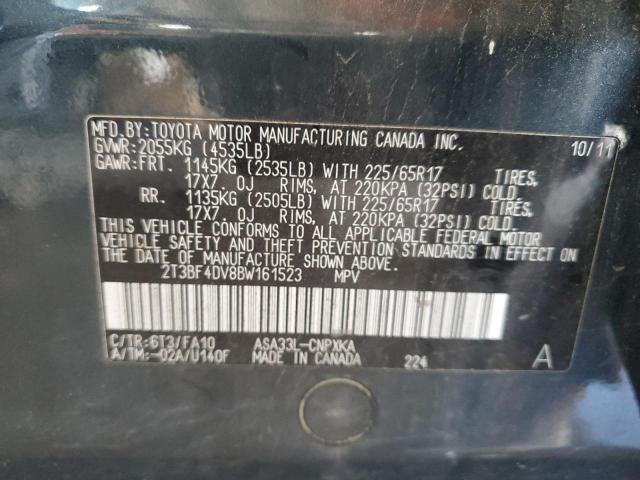 MFD.BY:TOYOTA MOTOR MANUFACTURING CANADA INC.
GVWR:2055KG (4535LB) 10/11
GAWR:FRT. 1145KG (2535LB) WITH 225/65R17 TIRES,
17X7.0J RIMS, AT 220KPA (32PSI) COLD
RR. 1135KG (2505LB) WITH 225/65R17 TIRES,
17X7.0J RIMS, AT 220KPA (32PSI) COLD.
THIS VEHICLE CONFORMS TO ALL APPLICABLE FEDERAL MOTOR
VEHICLE SAFETY AND THEFT PREVENTION STANDARDS IN EFFECT ON
THE DATE OF MANUFACTURE SHOWN ABOVE.
2T3BF4DV8BW161523 MPV
C/TR:6T3/FA10 ASA33L-CNPXKA
A/TM:-02A/U140F MADE IN CANADA 224 A